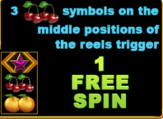 3 symbols on the
middle positions of
the reels trigger
1
FREE
SPIN